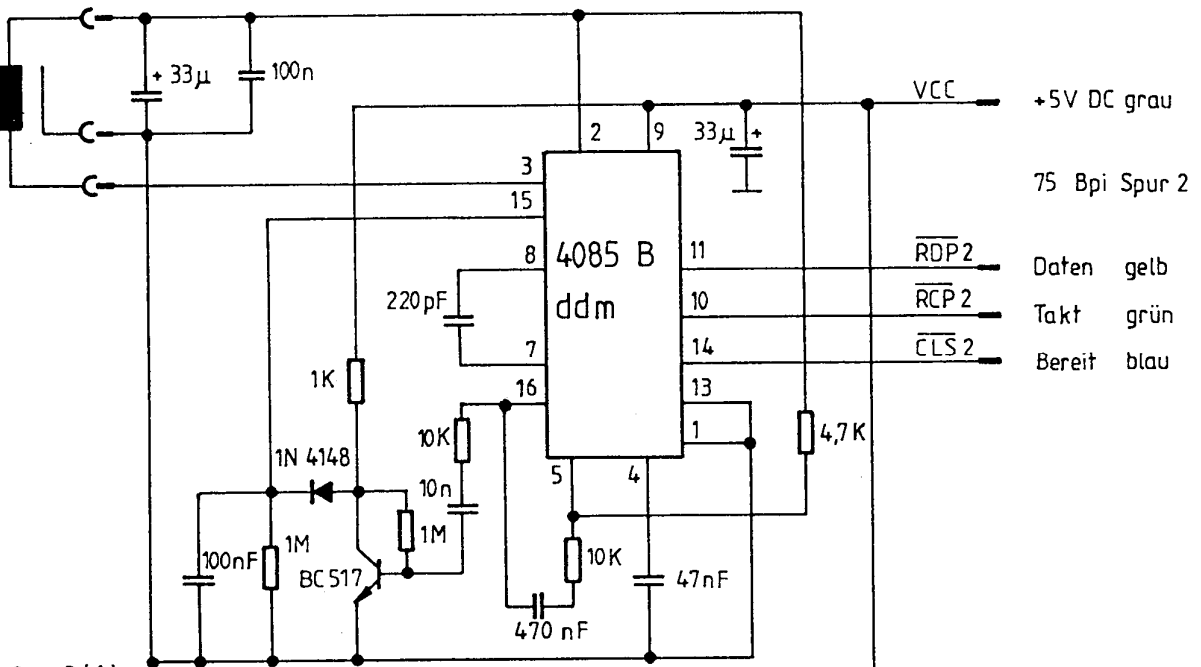 + 33µ
100n
VCC
+5V DC grau
33µ +
2
9
3
15
75 Bpi Spur 2
8
4085 B
ddm
11
RDP 2
Daten gelb
220pF
10
RCP 2
Takt grün
7
14
CLS 2
Bereit blau
1K
16
13
10K
1
4,7K
1N 4148
5
4
10n
1M
100nF
1M
10K
BC517
47nF
470 nF